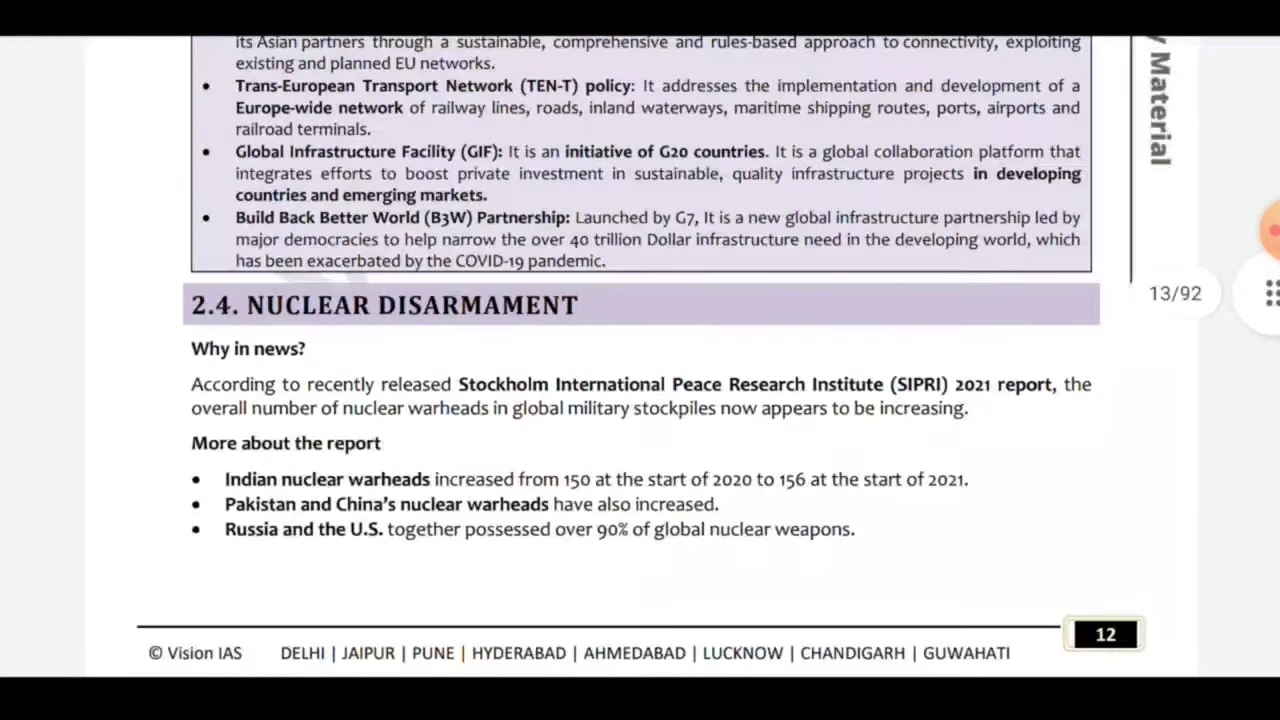 its Asian partners through a sustainable, comprehensive and rules-based approach to connectivity, exploiting
existing and planned EU networks.
• Trans-European Transport Network (TEN-T) policy: It addresses the implementation and development of a
Europe-wide network of railway lines, roads, inland waterways, maritime shipping routes, ports, airports and
railroad terminals.
• Global Infrastructure Facility (GIF): It is an initiative of G20 countries. It is a global collaboration platform that
integrates efforts to boost private investment in sustainable, quality infrastructure projects in developing
countries and emerging markets.
• Build Back Better World (B3W) Partnership: Launched by G7, It is a new global infrastructure partnership led by
major democracies to help narrow the over 40 trillion Dollar infrastructure need in the developing world, which
has been exacerbated by the COVID-19 pandemic.
Material
13/92
2.4. NUCLEAR DISARMAMENT
Why in news?
According to recently released Stockholm International Peace Research Institute (SIPRI) 2021 report, the
overall number of nuclear warheads in global military stockpiles now appears to be increasing.
More about the report
• Indian nuclear warheads increased from 150 at the start of 2020 to 156 at the start of 2021.
• Pakistan and China's nuclear warheads have also increased.
• Russia and the U.S. together possessed over 90% of global nuclear weapons.
12
© Vision IAS DELHI | JAIPUR | PUNE | HYDERABAD | AHMEDABAD | LUCKNOW | CHANDIGARH | GUWAHATI